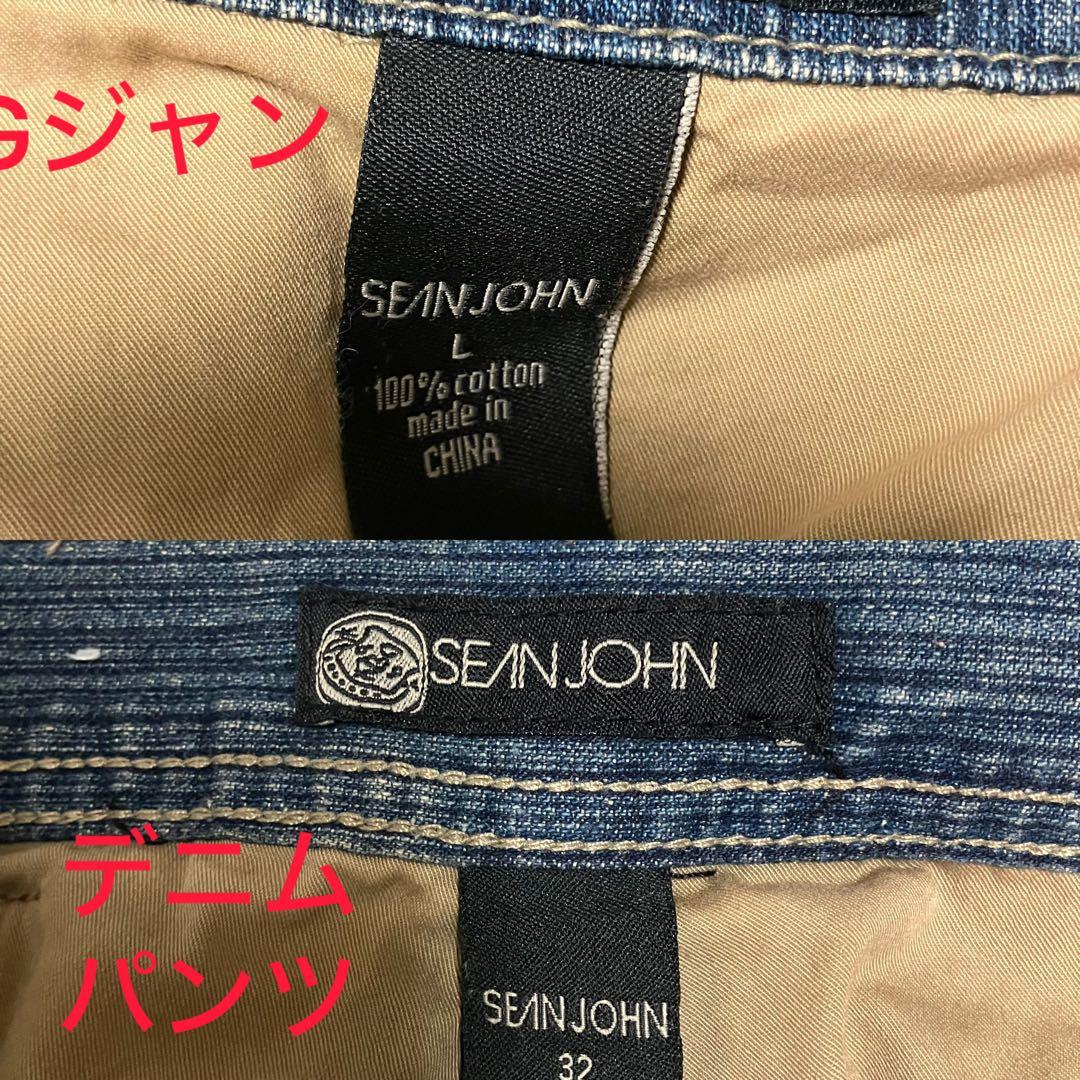 Gジャン
SEANJOHN
L
100% cotton
made in
CHINA
SEANJOHN
デニム
パンツ
SEANJOHN
32